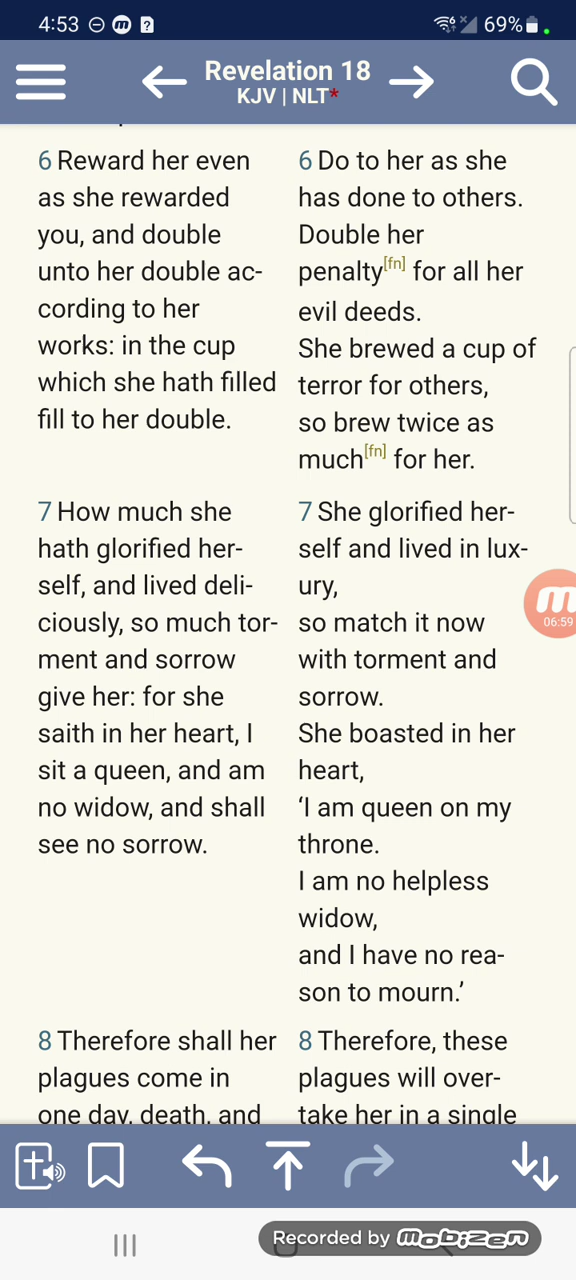 4:53
69%
Revelation 18
KJV | NLT*
6 Reward her even
as she rewarded
you, and double
unto her double ac-
cording to her
works: in the cup
which she hath filled
fill to her double.
7 How much she
hath glorified her-
self, and lived deli-
ciously, so much tor-
ment and sorrow
give her: for she
saith in her heart, I
sit a queen, and am
no widow, and shall
see no sorrow.
8 Therefore shall her
plagues come in
one day, death, and
6 Do to her as she
has done to others.
Double her
penalty[fn] for all her
evil deeds.
She brewed a cup of
terror for others,
so brew twice as
much[fn] for her.
7 She glorified her-
self and lived in lux-
ury,
so match it now
with torment and
sorrow.
She boasted in her
heart,
‘I am queen on my
throne.
I am no helpless
widow,
and I have no rea-
son to mourn.’
8 Therefore, these
plagues will over-
take her in a single
06:59
Recorded by mobizen